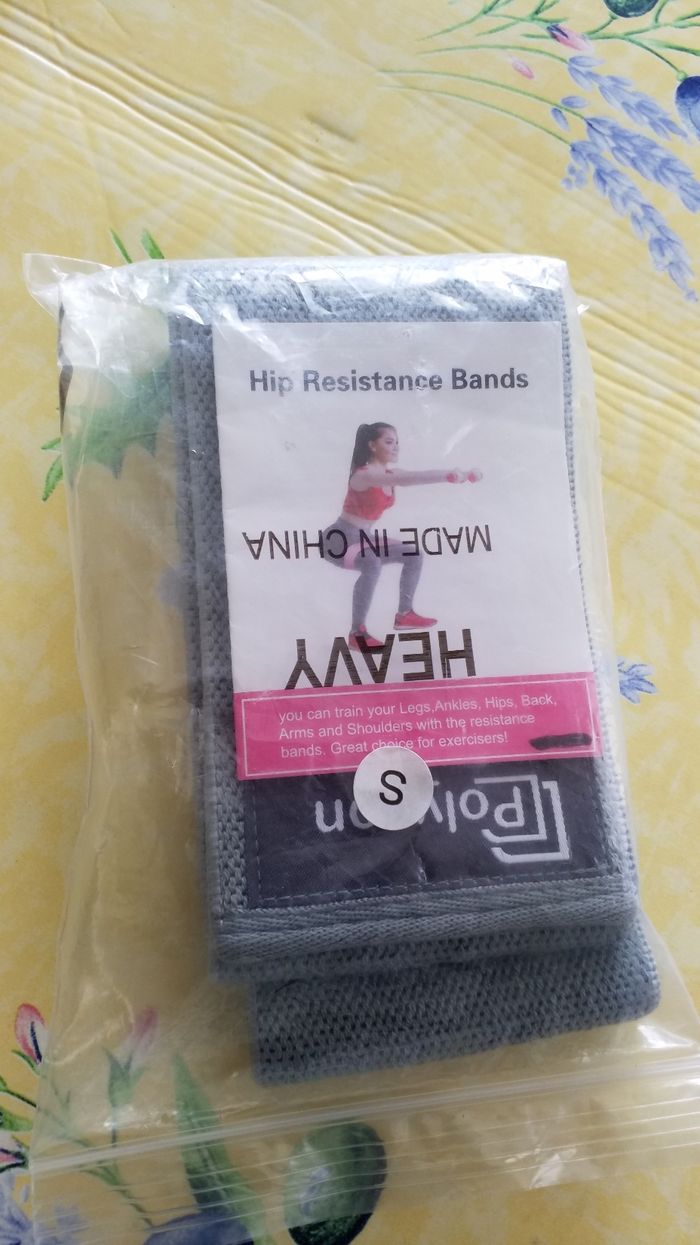 Hip Resistance Bands
MADE IN CHINA
HEAVY
you can train your Legs,Ankles, Hips, Back,
Arms and Shoulders with the resistance
bands. Great choice for exercisers!
S